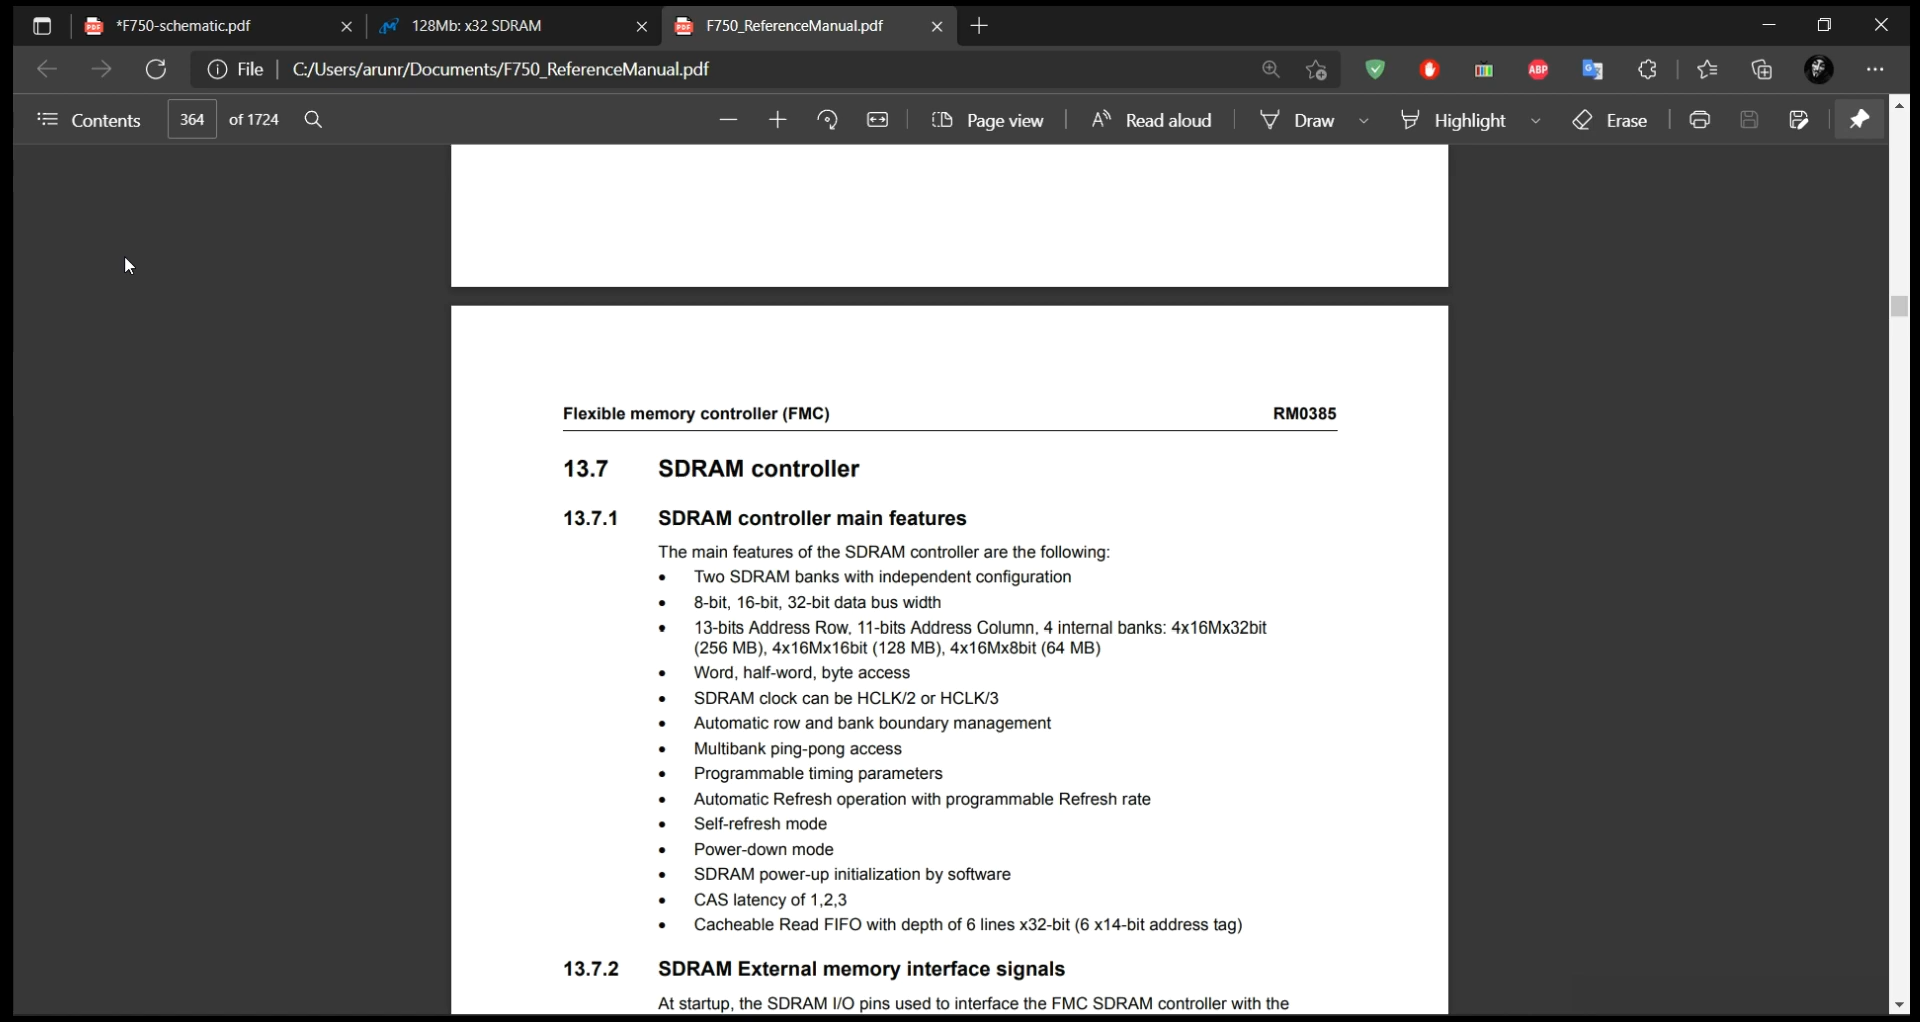 *F750-schematic.pdf
128Mb: x32 SDRAM
F750_ReferenceManual.pdf
File
C:/Users/arunr/Documents/F750_ReferenceManual.pdf
ABP
Contents
364
of 1724
Page view
Read aloud
Draw
Highlight
Erase
Flexible memory controller (FMC)
RM0385
13.7 SDRAM controller
13.7.1 SDRAM controller main features
The main features of the SDRAM controller are the following:
• Two SDRAM banks with independent configuration
• 8-bit, 16-bit, 32-bit data bus width
• 13-bits Address Row, 11-bits Address Column, 4 internal banks: 4x16Mx32bit
(256 MB), 4x16Mx16bit (128 MB), 4x16Mx8bit (64 MB)
• Word, half-word, byte access
• SDRAM clock can be HCLK/2 or HCLK/3
• Automatic row and bank boundary management
• Multibank ping-pong access
• Programmable timing parameters
• Automatic Refresh operation with programmable Refresh rate
• Self-refresh mode
• Power-down mode
• SDRAM power-up initialization by software
• CAS latency of 1,2,3
• Cacheable Read FIFO with depth of 6 lines x32-bit (6 x14-bit address tag)
13.7.2 SDRAM External memory interface signals
At startup, the SDRAM I/O pins used to interface the FMC SDRAM controller with the